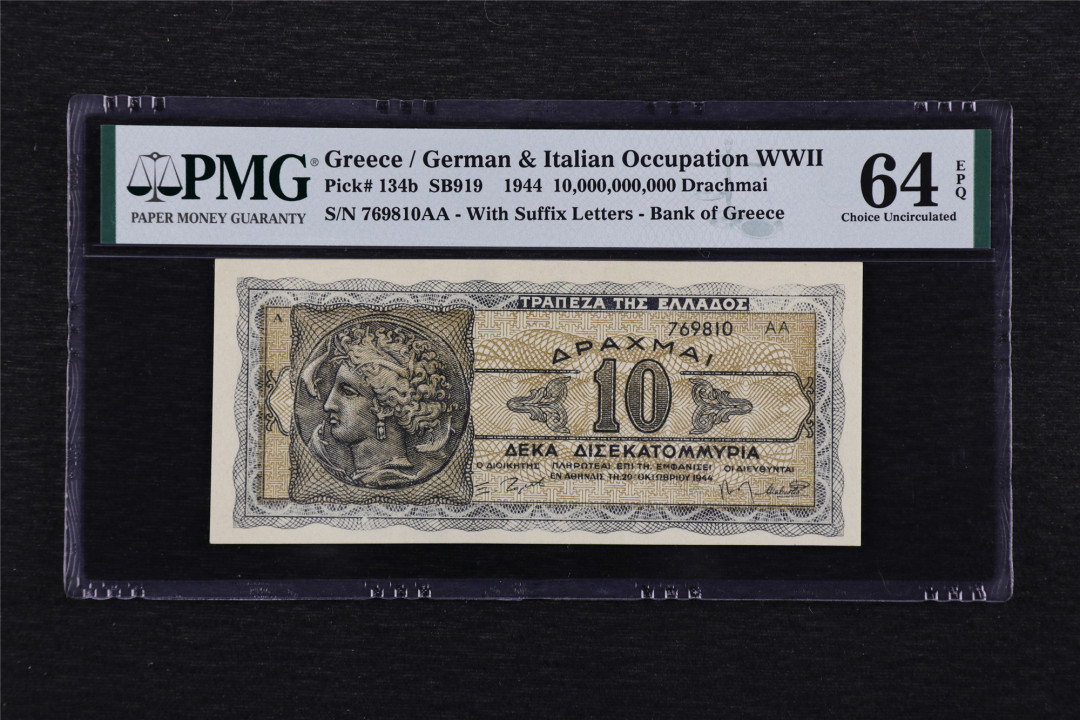 PMG®
PAPER MONEY GUARANTY
Greece / German & Italian Occupation WWII
Pick# 134b SB919 1944 10,000,000,000 Drachmai
S/N 769810AA - With Suffix Letters - Bank of Greece
64 EPQ
Choice Uncirculated
ΤΡΑΠΕΖΑ ΤΗΣ ΕΛΛΑΔΟΣ
Α
769810 AA
ΔΡΑΧΜΑΙ
10
ΔΕΚΑ ΔΙΣΕΚΑΤΟΜΜΥΡΙΑ
Ο ΔΙΟΙΚΗΤΗΣ ΠΛΗΡΩΤΕΑΙ ΕΠΙ ΤΗ ΕΜΦΑΝΙΣΕΙ ΟΙ ΔΙΕΥΘΥΝΤΑΙ
ΕΝ ΑΘΗΝΑΙΣ ΤΗ 20 ΟΚΤΩΒΡΙΟΥ 1944